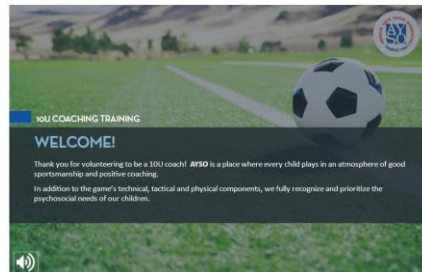 AYSO
10U COACHING TRAINING
WELCOME!
Thank you for volunteering to be a 10U coach! AYSO is a place where every child plays in an atmosphere of good
sportsmanship and positive coaching.
In addition to the game's technical, tactical and physical components, we fully recognize and prioritize the
psychosocial needs of our children.